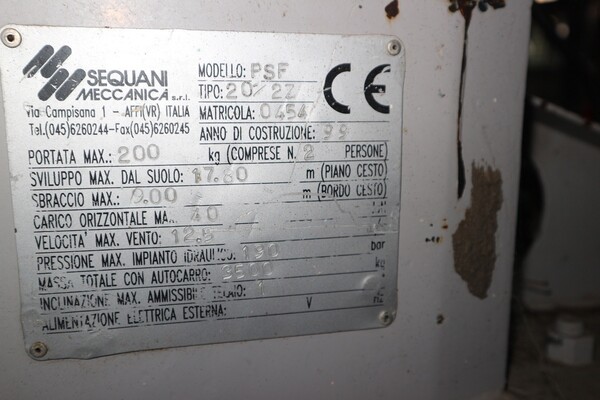 SEQUANI
MECCANICA s.r.l.
Via Campisana 1 - AFFI(VR) ITALIA
Tel.(045)6260244-Fax(045)6260245
MODELLO: PSF
TIPO: 20/22
MATRICOLA: 0454
CE
ANNO DI COSTRUZIONE: 99
PORTATA MAX.: 200 kg (COMPRESE N. 2 PERSONE)
SVILUPPO MAX. DAL SUOLO: 17.60 m (PIANO CESTO)
SBRACCIO MAX.: 9.00 m (BORDO CESTO)
CARICO ORIZZONTALE MAX. 40
VELOCITA' MAX. VENTO: 12.5
PRESSIONE MAX. IMPIANTO IDRAULICO: 190 bar
MASSA TOTALE CON AUTOCARRO: 3500 kg
INCLINAZIONE MAX. AMMISSIBILE TELAIO: 1
ALIMENTAZIONE ELETTRICA ESTERNA: V